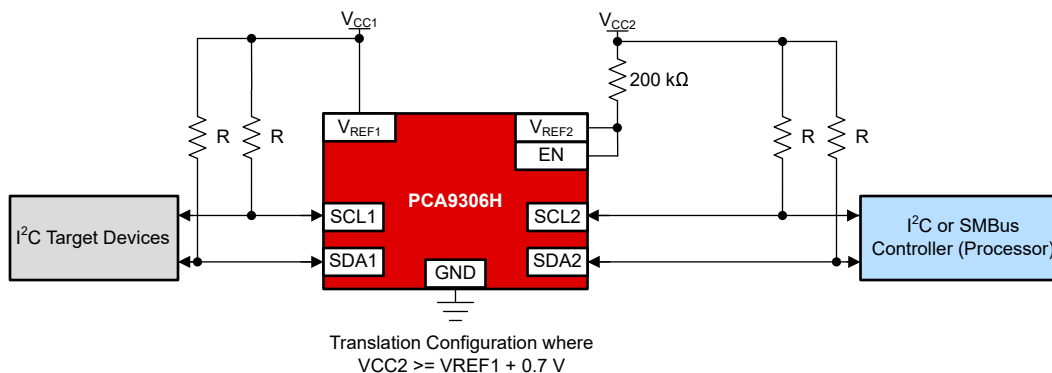 VCC1
VCC2
200 kΩ
R
R
R
R
VREF1
VREF2
EN
PCA9306H
SCL1
SCL2
SDA1
SDA2
GND
I²C Target Devices
I²C or SMBus
Controller (Processor)
Translation Configuration where
VCC2 >= VREF1 + 0.7 V